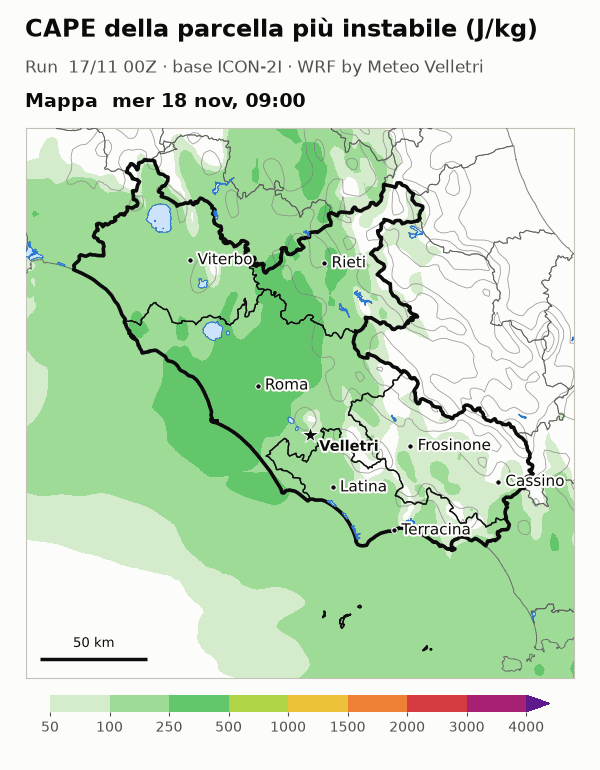 CAPE della parcella più instabile (J/kg)
Run  17/11 00Z · base ICON-2I · WRF by Meteo Velletri
Mappa  mer 18 nov, 09:00
Viterbo
Rieti
Roma
Velletri
Frosinone
Cassino
Latina
Terracina
50 km
50 100 250 500 1000 1500 2000 3000 4000